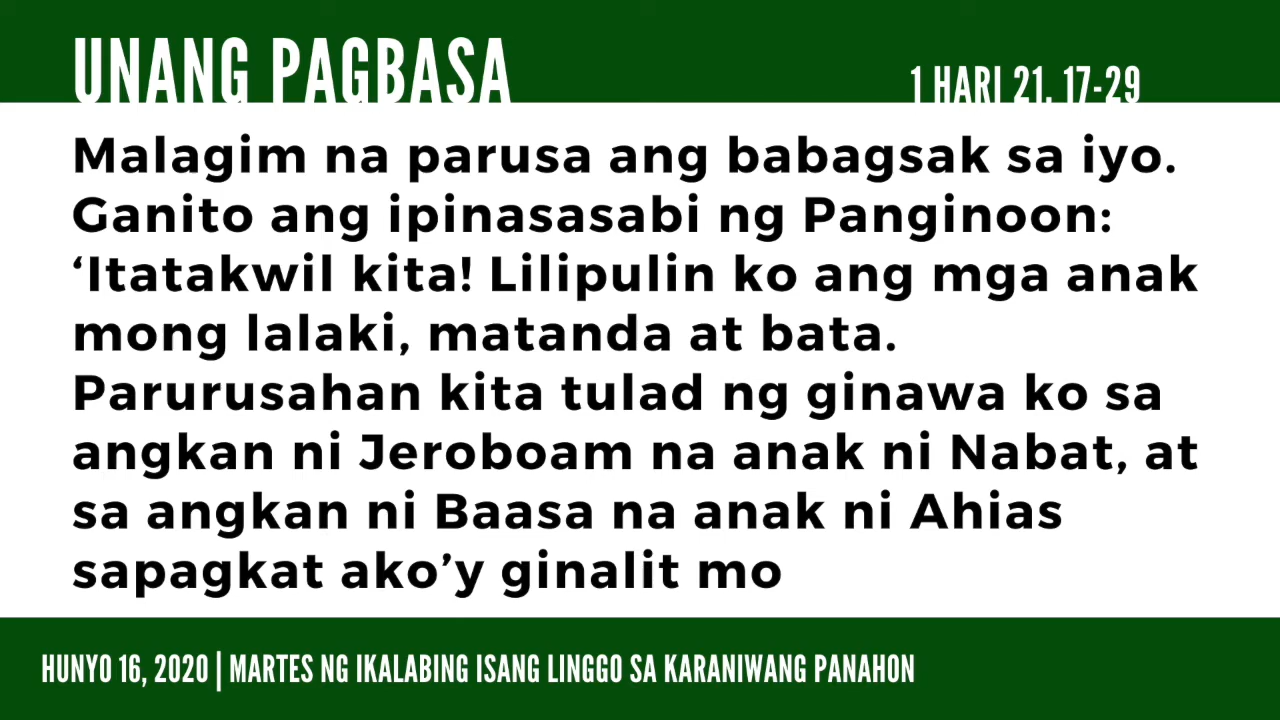 UNANG PAGBASA
1 HARI 21, 17-29
Malagim na parusa ang babagsak sa iyo.
Ganito ang ipinasasabi ng Panginoon:
‘Itatakwil kita! Lilipulin ko ang mga anak
mong lalaki, matanda at bata.
Parurusahan kita tulad ng ginawa ko sa
angkan ni Jeroboam na anak ni Nabat, at
sa angkan ni Baasa na anak ni Ahias
sapagkat ako’y ginalit mo
HUNYO 16, 2020 | MARTES NG IKALABING ISANG LINGGO SA KARANIWANG PANAHON